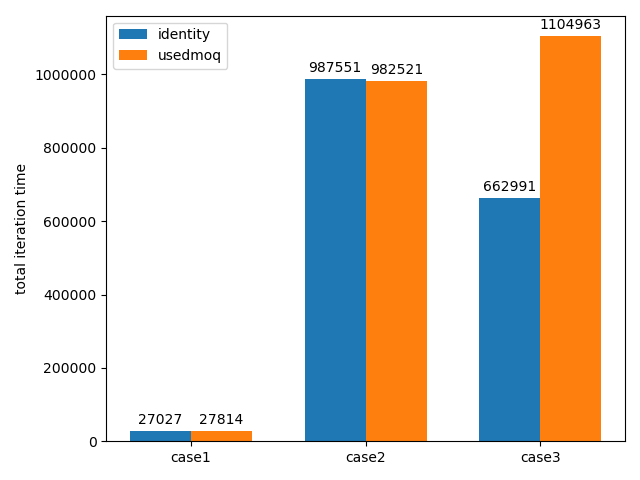 identity
usedmoq
total iteration time
1000000
800000
600000
400000
200000
0
27027
27814
987551
982521
662991
1104963
case1
case2
case3